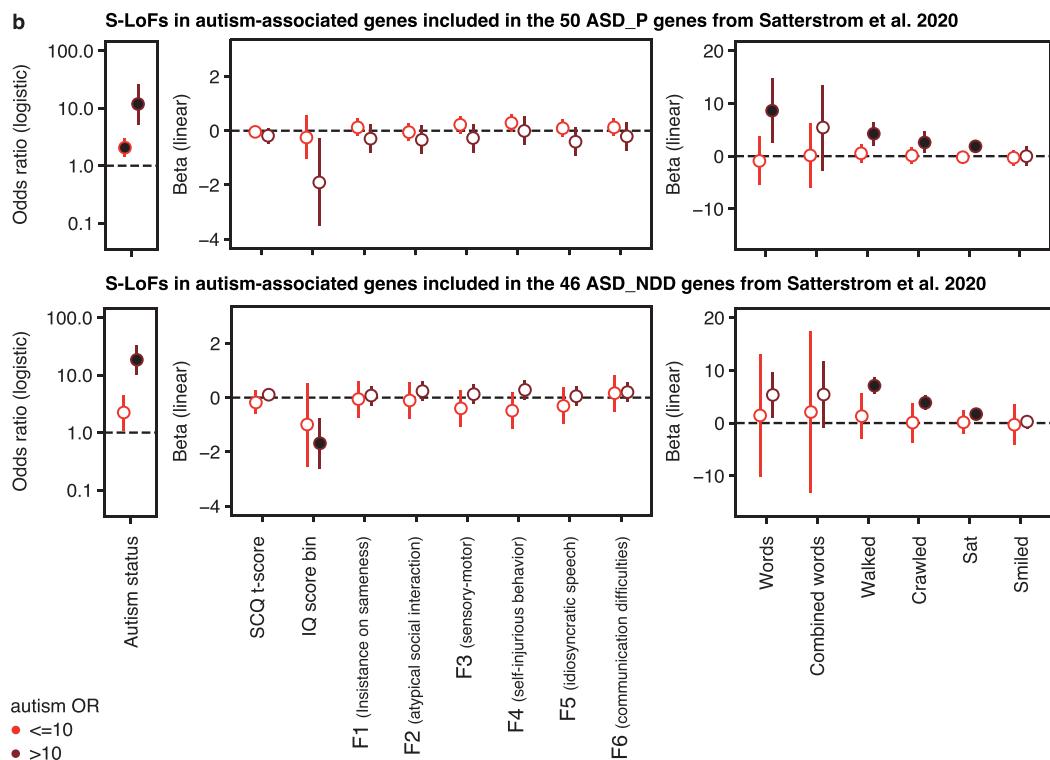 b
S-LoFs in autism-associated genes included in the 50 ASD_P genes from Satterstrom et al. 2020
Odds ratio (logistic)
100.0
10.0
1.0
0.1
Beta (linear)
2
0
−2
−4
Beta (linear)
20
10
0
−10
S-LoFs in autism-associated genes included in the 46 ASD_NDD genes from Satterstrom et al. 2020
Odds ratio (logistic)
100.0
10.0
1.0
0.1
Beta (linear)
2
0
−2
−4
Beta (linear)
20
10
0
−10
Autism status
SCQ t-score
IQ score bin
F1 (Insistance on sameness)
F2 (atypical social interaction)
F3 (sensory-motor)
F4 (self-injurious behavior)
F5 (idiosyncratic speech)
F6 (communication difficulties)
Words
Combined words
Walked
Crawled
Sat
Smiled
autism OR
<=10
>10